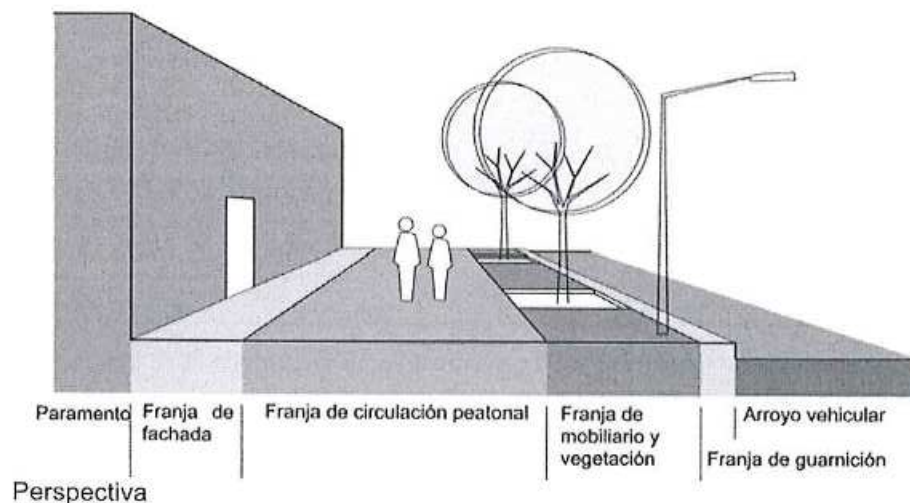 Paramento
Franja de
fachada
Franja de circulación peatonal
Franja de
mobiliario y
vegetación
Arroyo vehicular
Franja de guarnición
Perspectiva